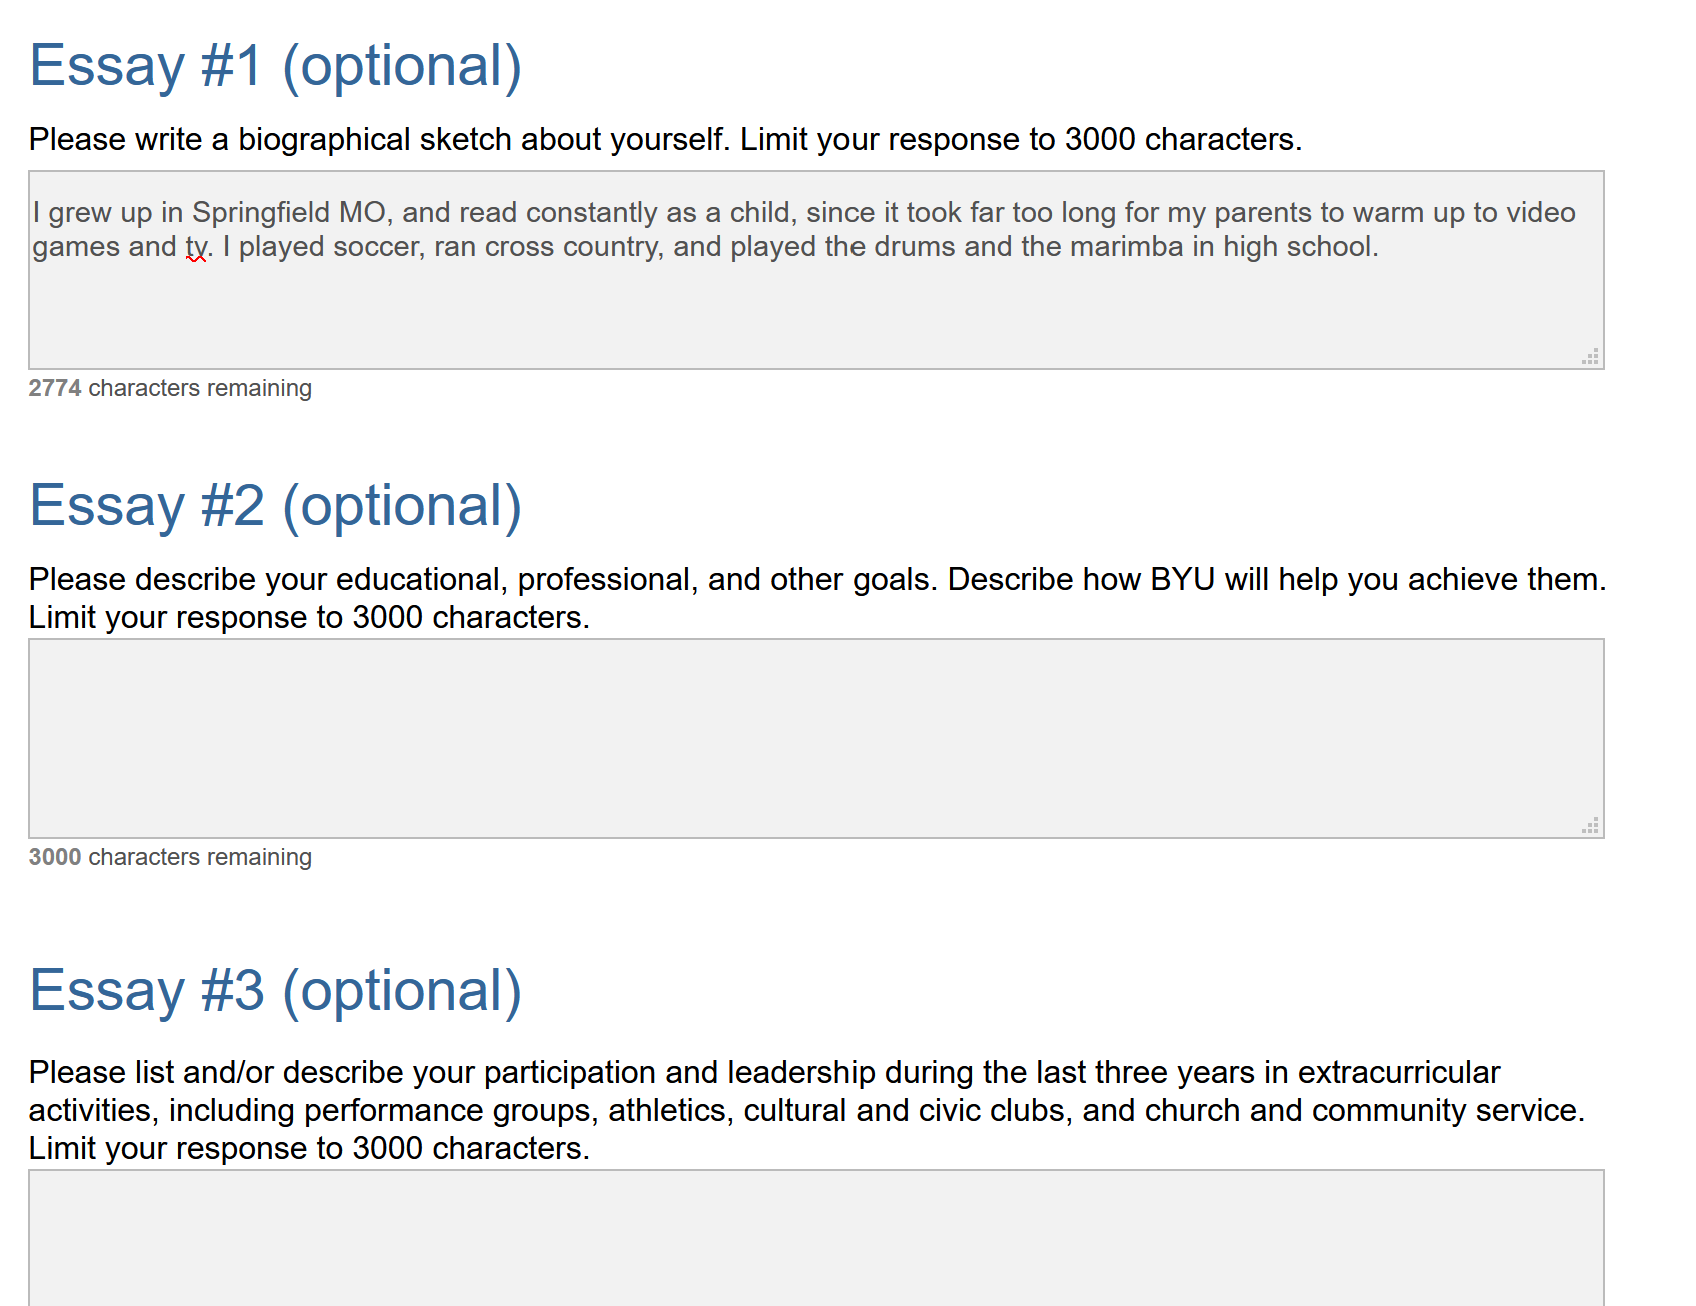 Essay #1 (optional)
Please write a biographical sketch about yourself. Limit your response to 3000 characters.
I grew up in Springfield MO, and read constantly as a child, since it took far too long for my parents to warm up to video
games and tv. I played soccer, ran cross country, and played the drums and the marimba in high school.
2774 characters remaining
Essay #2 (optional)
Please describe your educational, professional, and other goals. Describe how BYU will help you achieve them.
Limit your response to 3000 characters.
3000 characters remaining
Essay #3 (optional)
Please list and/or describe your participation and leadership during the last three years in extracurricular
activities, including performance groups, athletics, cultural and civic clubs, and church and community service.
Limit your response to 3000 characters.